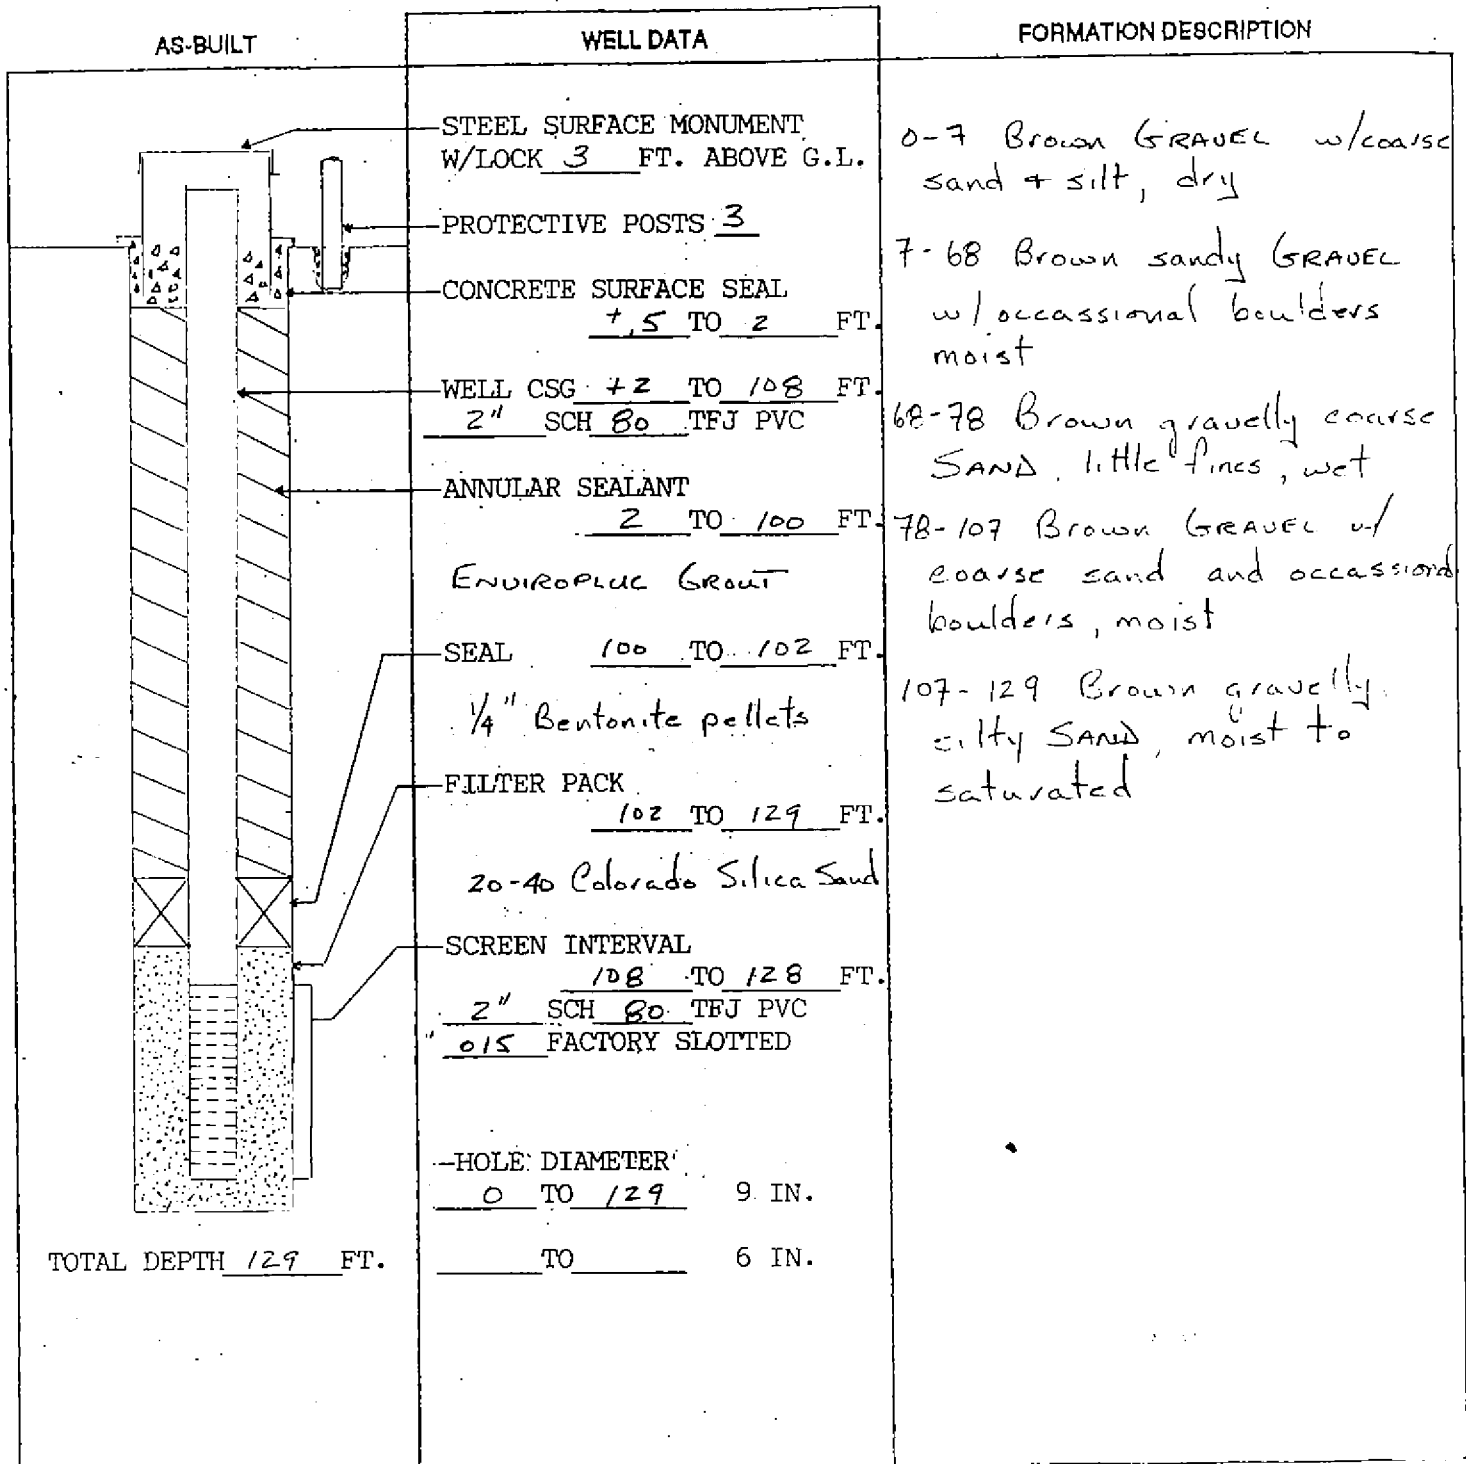 AS-BUILT
WELL DATA
FORMATION DESCRIPTION
STEEL SURFACE MONUMENT
W/LOCK 3 FT. ABOVE G.L.
PROTECTIVE POSTS 3
CONCRETE SURFACE SEAL
+.5 TO 2 FT.
WELL CSG +2 TO 108 FT.
2" SCH 80 TFJ PVC
ANNULAR SEALANT
2 TO 100 FT.
ENVIROPLUG GROUT
SEAL 100 TO 102 FT.
1/4" Bentonite pellets
FILTER PACK
102 TO 129 FT.
20-40 Colorado Silica Sand
SCREEN INTERVAL
108 TO 128 FT.
2" SCH 80 TFJ PVC
" 015 FACTORY SLOTTED
HOLE DIAMETER
0 TO 129 9 IN.
TO 6 IN.
TOTAL DEPTH 129 FT.
0-7 Brown GRAVEL w/coarse
sand + silt, dry
7-68 Brown sandy GRAVEL
w/ occassional boulders
moist
68-78 Brown gravelly coarse
SAND, little fines, wet
78-107 Brown GRAVEL w/
coarse sand and occassional
boulders, moist
107-129 Brown gravelly
silty SAND, moist to
saturated